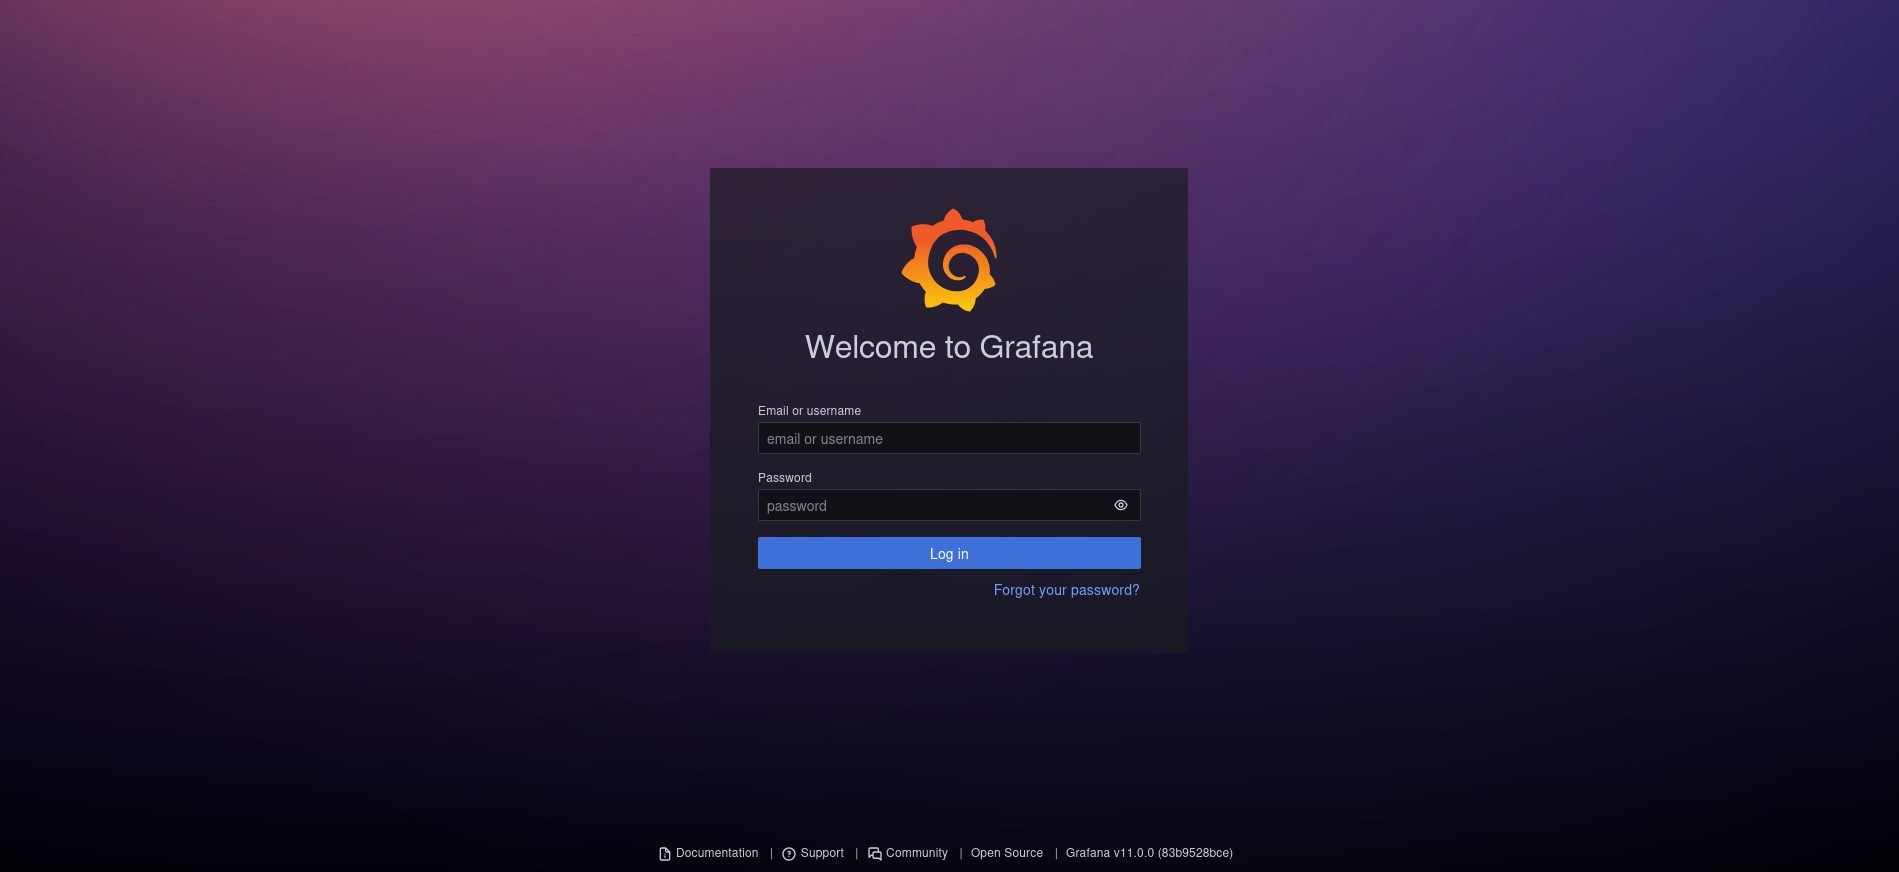 Welcome to Grafana
Email or username
email or username
Password
password
Log in
Forgot your password?
Documentation | Support | Community | Open Source | Grafana v11.0.0 (83b9528bce)